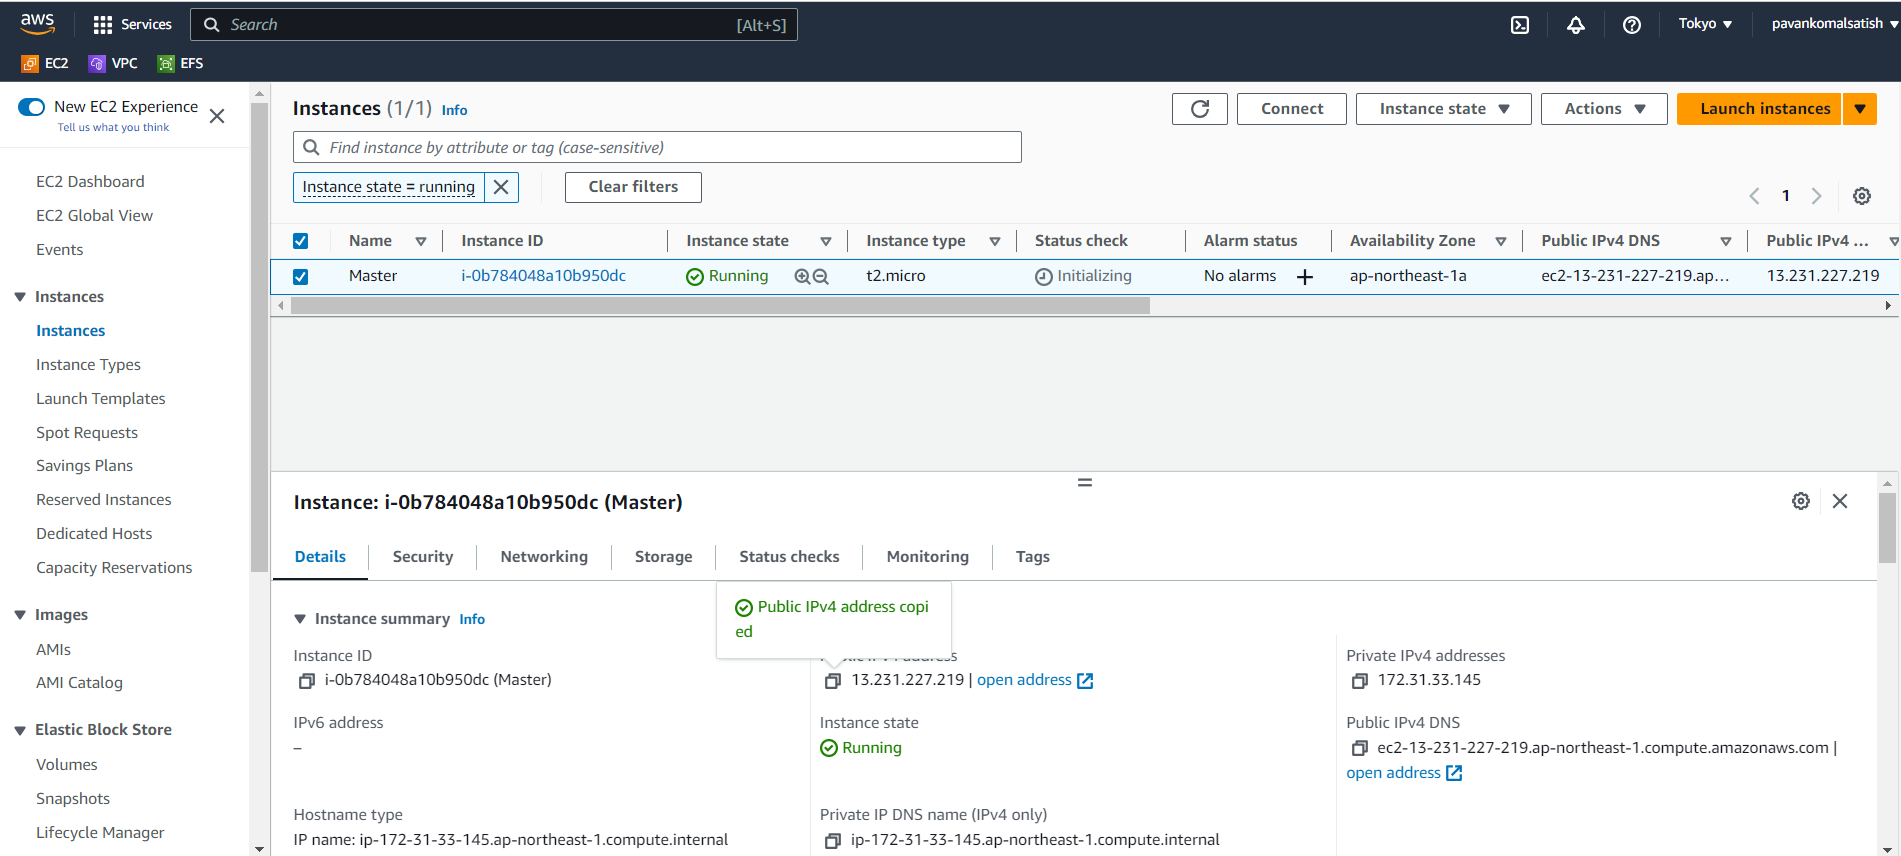 aws
Services
Search
[Alt+S]
Tokyo
pavankomalsatish
EC2
VPC
EFS
New EC2 Experience
Tell us what you think
EC2 Dashboard
EC2 Global View
Events
Instances
Instances
Instance Types
Launch Templates
Spot Requests
Savings Plans
Reserved Instances
Dedicated Hosts
Capacity Reservations
Images
AMIs
AMI Catalog
Elastic Block Store
Volumes
Snapshots
Lifecycle Manager
Instances (1/1) Info
Connect
Instance state
Actions
Launch instances
Find instance by attribute or tag (case-sensitive)
Instance state = running
Clear filters
1
Name Instance ID Instance state Instance type Status check Alarm status Availability Zone Public IPv4 DNS Public IPv4 ...
Master i-0b784048a10b950dc Running t2.micro Initializing No alarms + ap-northeast-1a ec2-13-231-227-219.ap... 13.231.227.219
Instance: i-0b784048a10b950dc (Master)
Details Security Networking Storage Status checks Monitoring Tags
Public IPv4 address copi
ed
Instance summary Info
Instance ID
i-0b784048a10b950dc (Master)
13.231.227.219 | open address
Private IPv4 addresses
172.31.33.145
IPv6 address
–
Instance state
Running
Public IPv4 DNS
ec2-13-231-227-219.ap-northeast-1.compute.amazonaws.com |
open address
Hostname type
IP name: ip-172-31-33-145.ap-northeast-1.compute.internal
Private IP DNS name (IPv4 only)
ip-172-31-33-145.ap-northeast-1.compute.internal